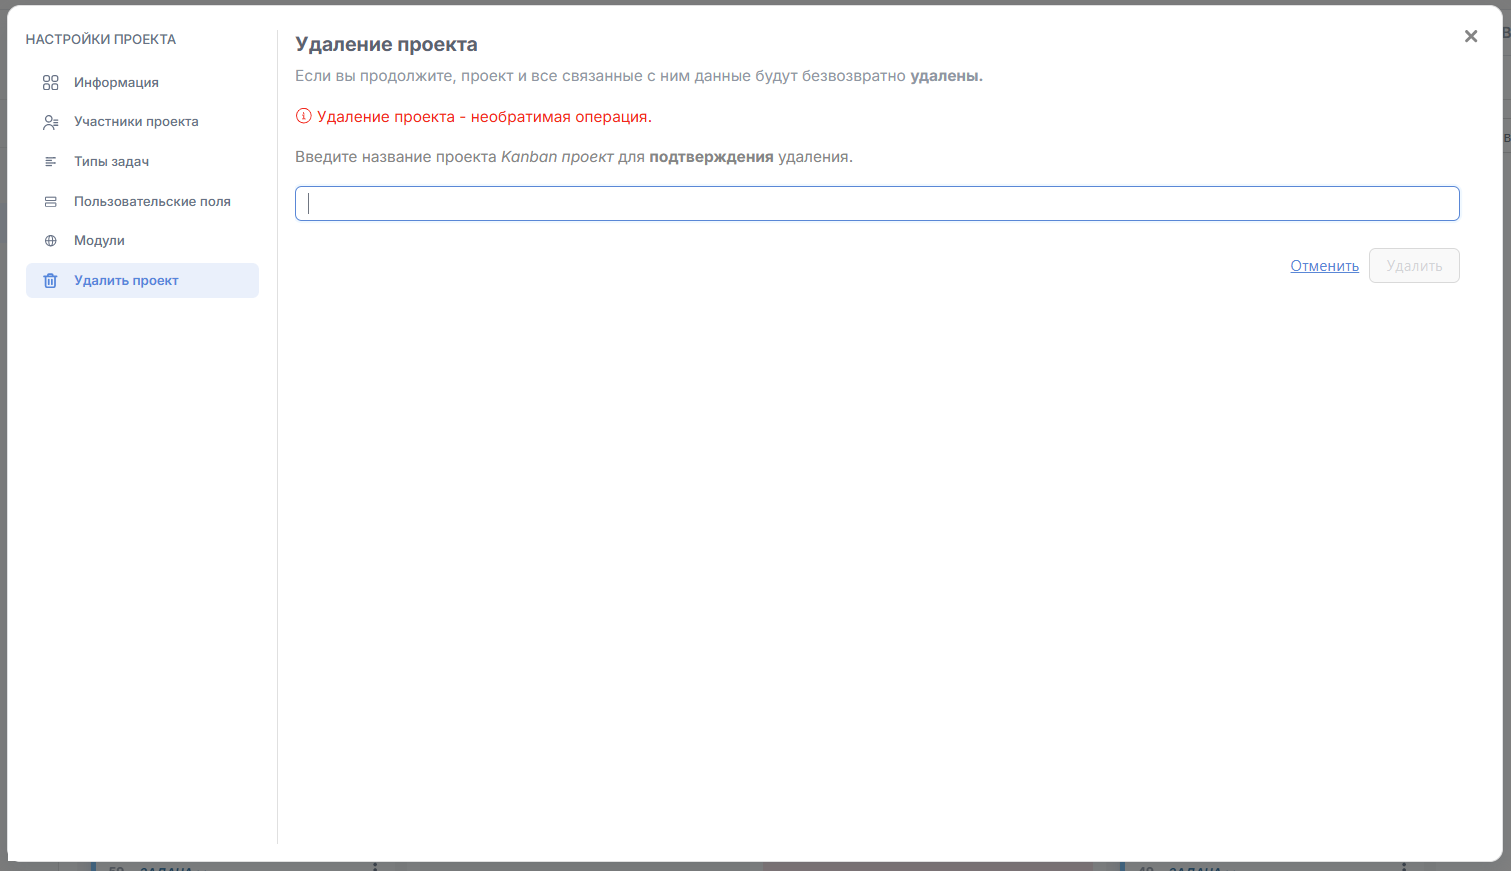 НАСТРОЙКИ ПРОЕКТА
Информация
Участники проекта
Типы задач
Пользовательские поля
Модули
Удалить проект
Удаление проекта
Если вы продолжите, проект и все связанные с ним данные будут безвозвратно удалены.
Удаление проекта - необратимая операция.
Введите название проекта Kanban проект для подтверждения удаления.
Отменить Удалить